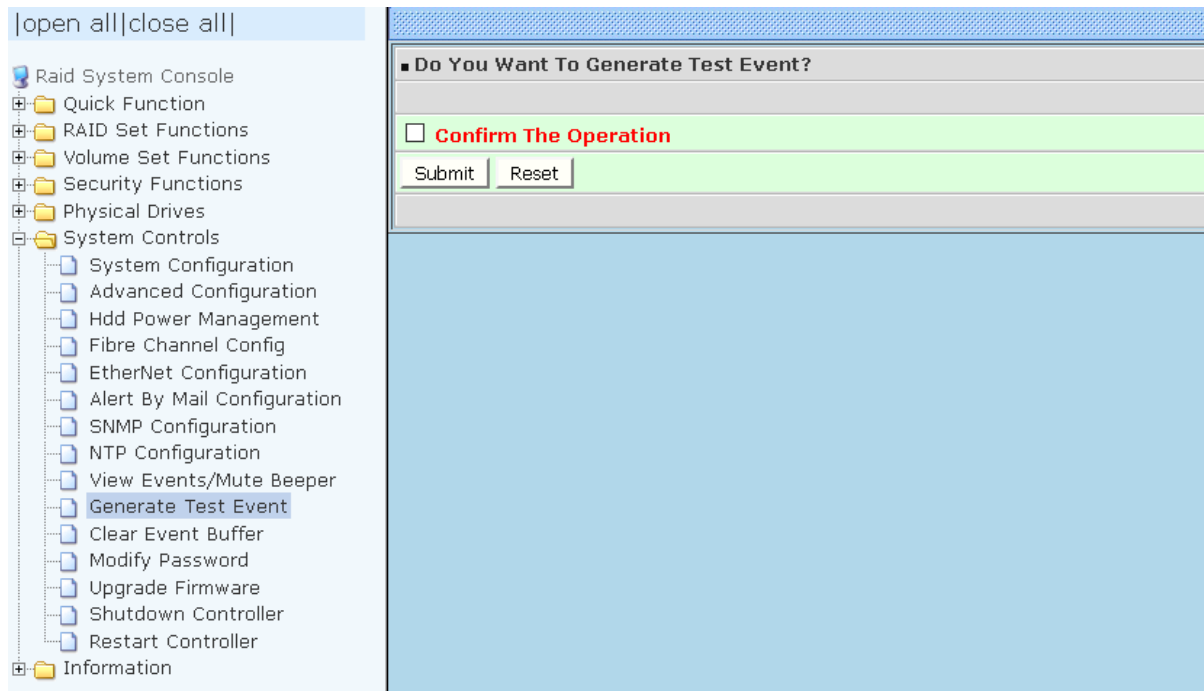 |open all|close all|
Raid System Console
Quick Function
RAID Set Functions
Volume Set Functions
Security Functions
Physical Drives
System Controls
System Configuration
Advanced Configuration
Hdd Power Management
Fibre Channel Config
EtherNet Configuration
Alert By Mail Configuration
SNMP Configuration
NTP Configuration
View Events/Mute Beeper
Generate Test Event
Clear Event Buffer
Modify Password
Upgrade Firmware
Shutdown Controller
Restart Controller
Information
Do You Want To Generate Test Event?
Confirm The Operation
Submit Reset